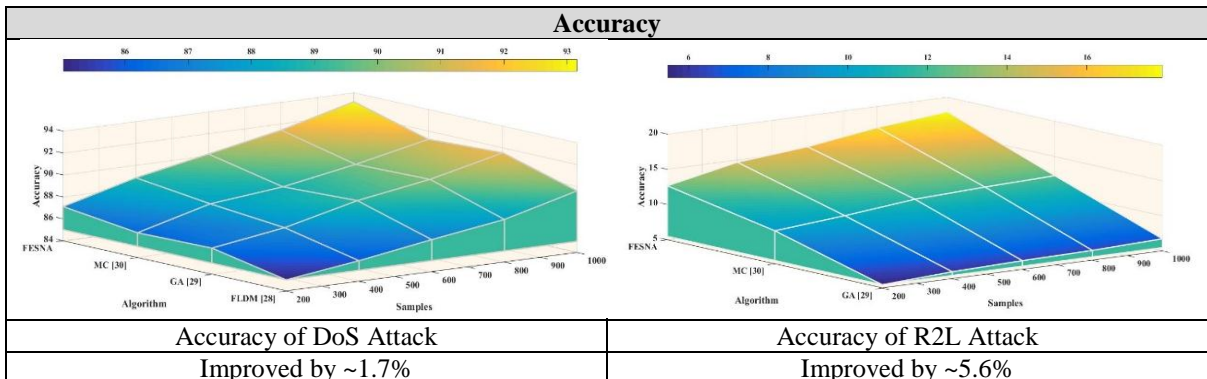 Accuracy
86 87 88 89 90 91 92 93
94
92
90
88
86
84
Accuracy
FESNA
MC [30]
GA [29]
FLDM [28]
Algorithm
200 300 400 500 600 700 800 900 1000
Samples
6 8 10 12 14 16
20
15
10
5
Accuracy
FESNA
MC [30]
GA [29]
Algorithm
200 300 400 500 600 700 800 900 1000
Samples
Accuracy of DoS Attack
Accuracy of R2L Attack
Improved by ~1.7%
Improved by ~5.6%